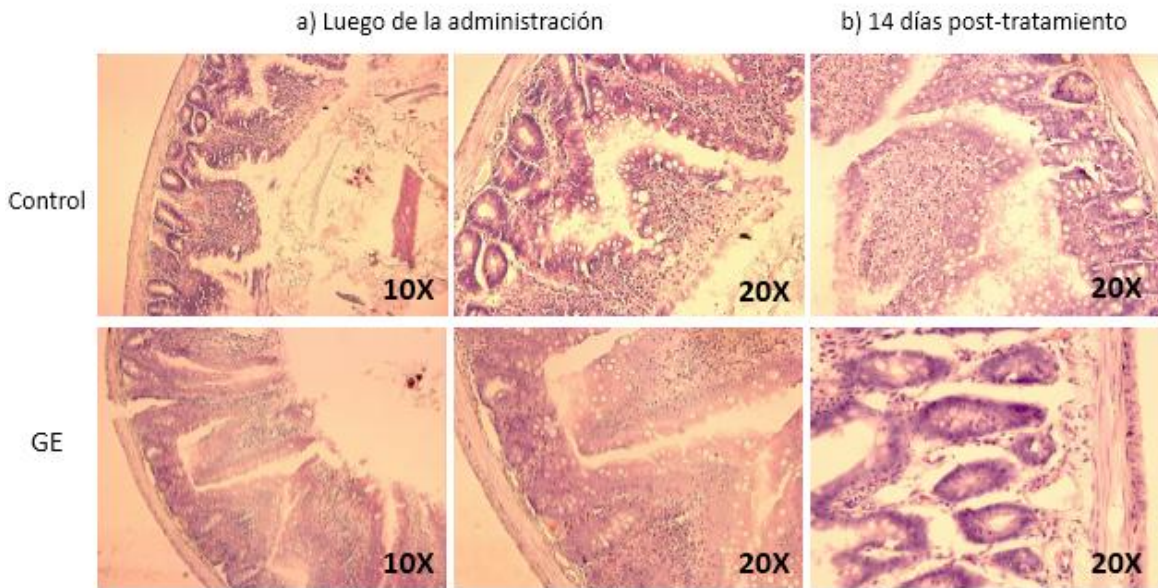 a) Luego de la administración
b) 14 días post-tratamiento
Control
10X
20X
20X
GE
10X
20X
20X